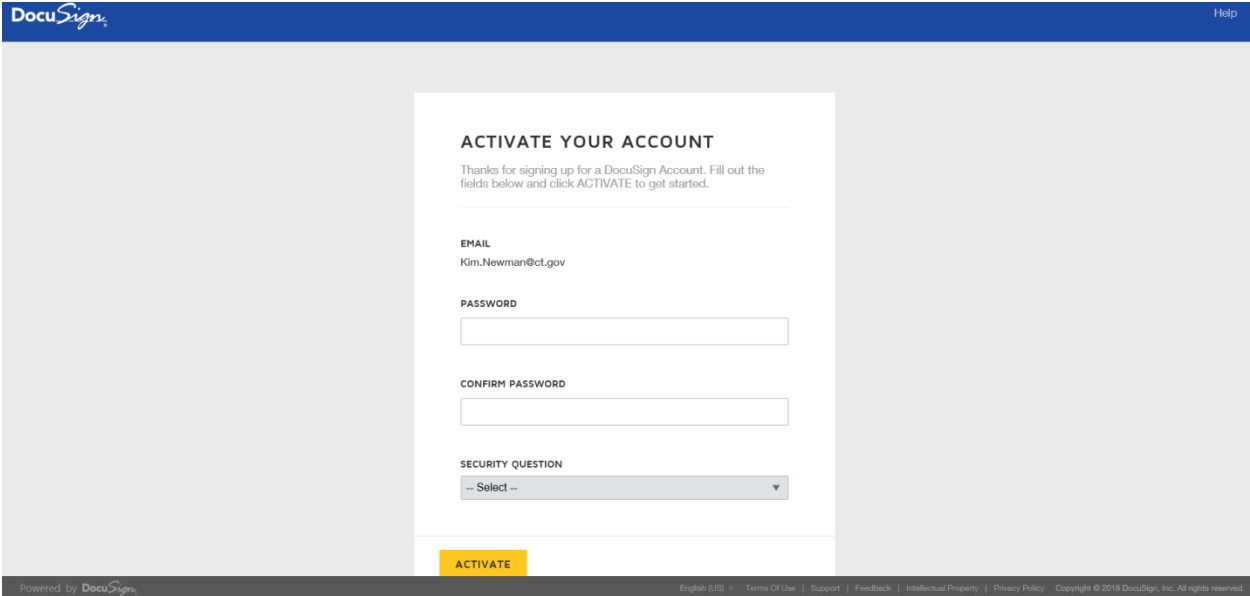 DocuSign
Help
ACTIVATE YOUR ACCOUNT
Thanks for signing up for a DocuSign Account. Fill out the
fields below and click ACTIVATE to get started.
EMAIL
Kim.Newman@ct.gov
PASSWORD
CONFIRM PASSWORD
SECURITY QUESTION
-- Select --
ACTIVATE
Powered by DocuSign
English (US) Terms Of Use | Support | Feedback | Intellectual Property | Privacy Policy Copyright © 2018 DocuSign, Inc. All rights reserved.